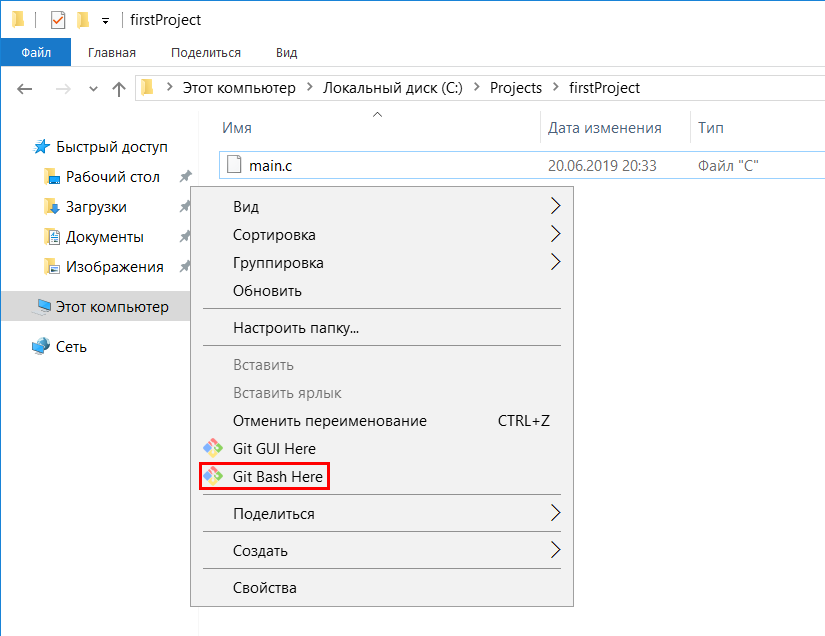 firstProject
Файл Главная Поделиться Вид
Этот компьютер Локальный диск (C:) Projects firstProject
Имя Дата изменения Тип
Быстрый доступ
main.c 20.06.2019 20:33 Файл "C"
Рабочий стол
Загрузки
Документы
Изображения
Этот компьютер
Сеть
Вид
Сортировка
Группировка
Обновить
Настроить папку...
Вставить
Вставить ярлык
Отменить переименование CTRL+Z
Git GUI Here
Git Bash Here
Поделиться
Создать
Свойства